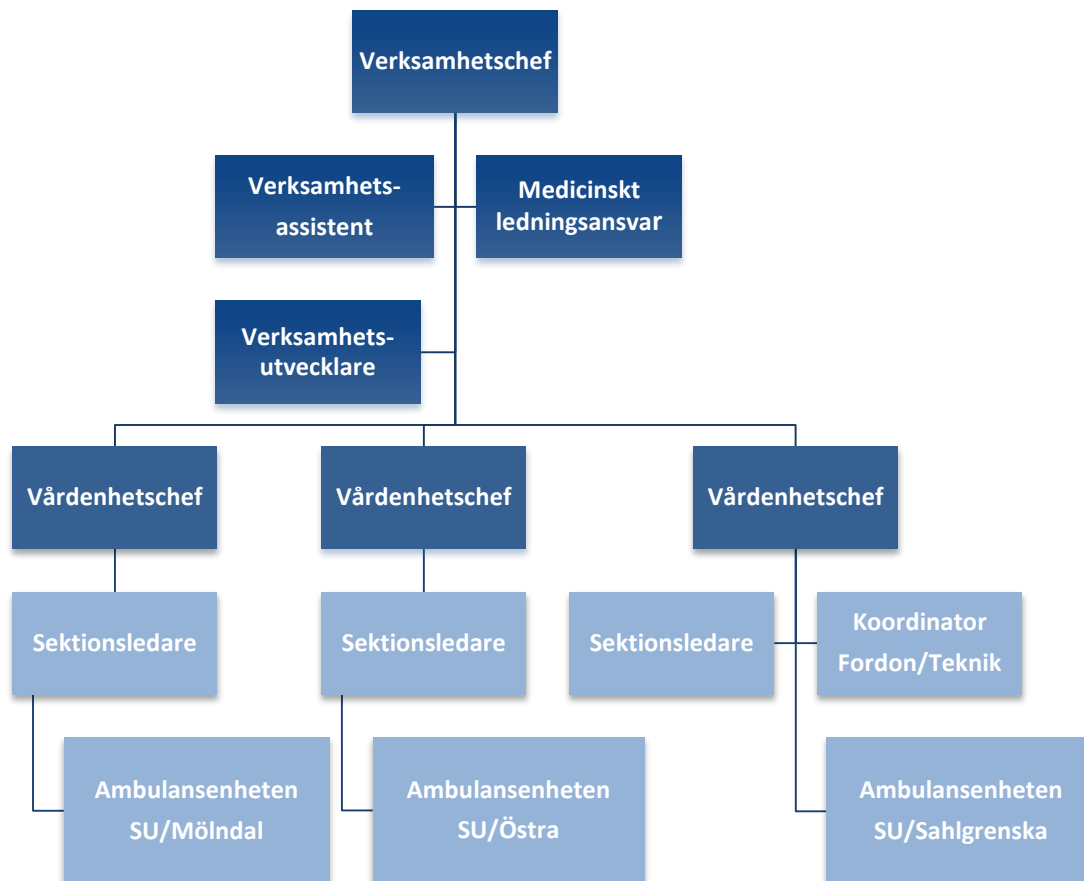 Verksamhetschef
Verksamhets-
assistent
Medicinskt
ledningsansvar
Verksamhets-
utvecklare
Vårdenhetschef
Vårdenhetschef
Vårdenhetschef
Sektionsledare
Sektionsledare
Sektionsledare
Koordinator
Fordon/Teknik
Ambulansenheten
SU/Mölndal
Ambulansenheten
SU/Östra
Ambulansenheten
SU/Sahlgrenska